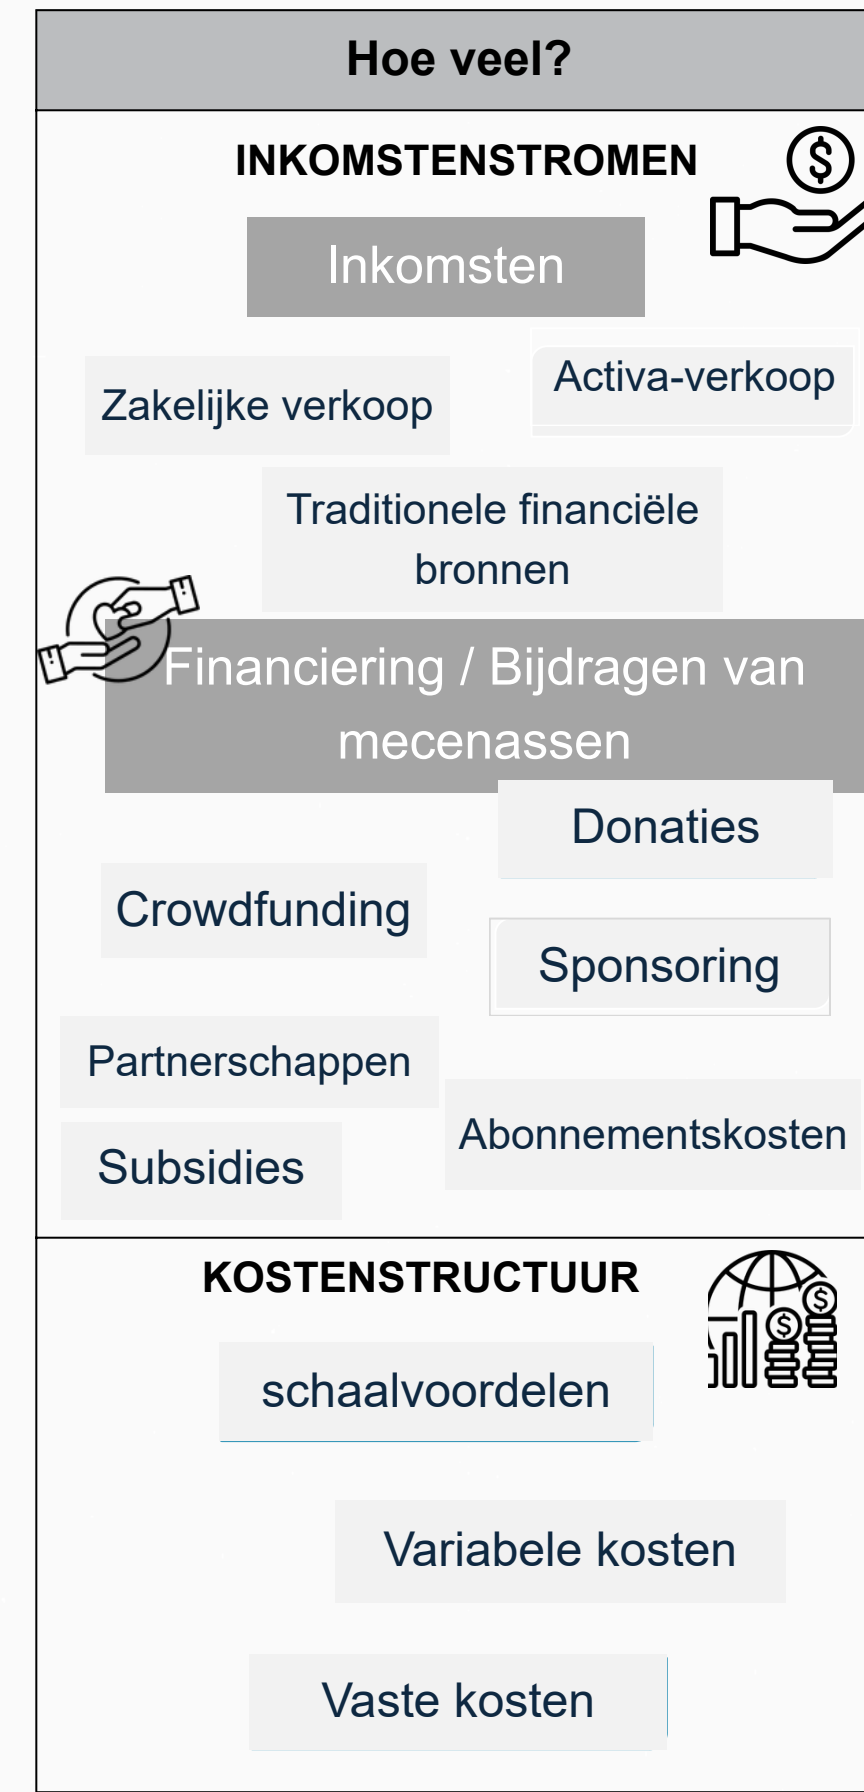 Hoe veel?
INKOMSTENSTROMEN
Inkomsten
Zakelijke verkoop
Activa-verkoop
Traditionele financiële
bronnen
Financiering / Bijdragen van
mecenassen
Donaties
Crowdfunding
Sponsoring
Partnerschappen
Abonnementskosten
Subsidies
KOSTENSTRUCTUUR
schaalvoordelen
Variabele kosten
Vaste kosten